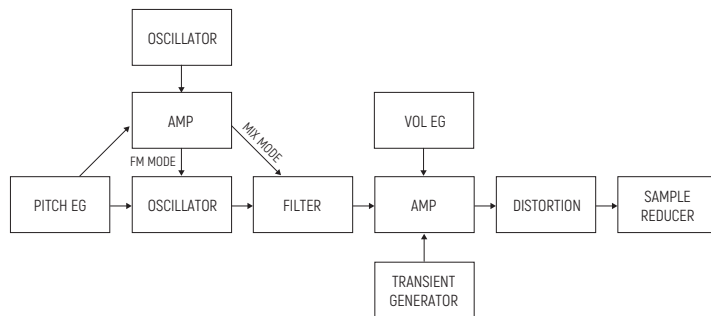 OSCILLATOR
AMP
VOL EG
MIX MODE
FM MODE
PITCH EG
OSCILLATOR
FILTER
AMP
DISTORTION
SAMPLE
REDUCER
TRANSIENT
GENERATOR